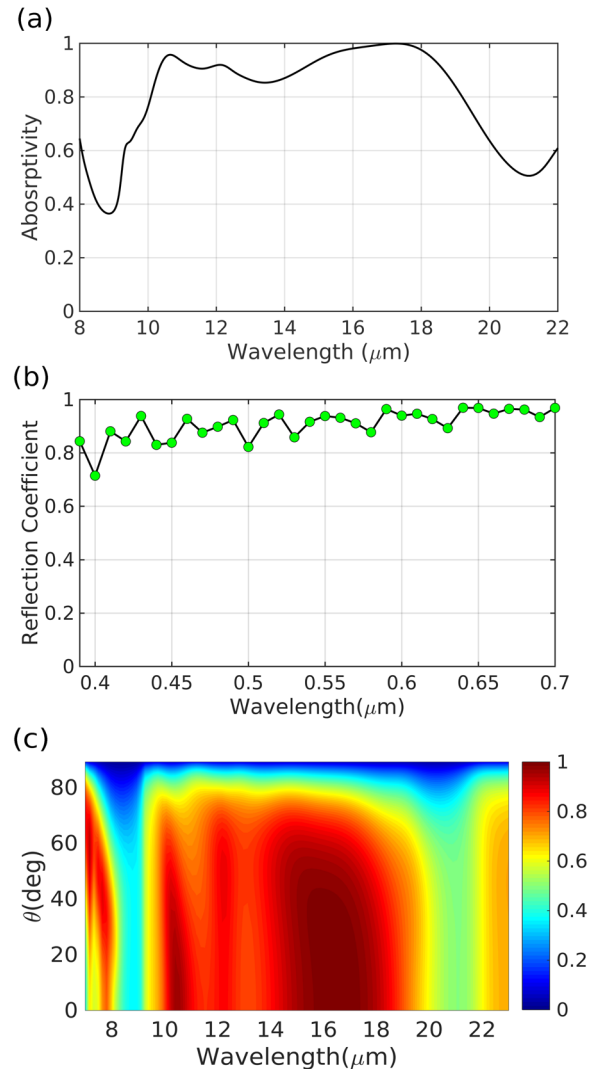 (a)
1
0.8
0.6
0.4
0.2
0
Abosrptivity
8 10 12 14 16 18 20 22
Wavelength (μm)
(b)
1
0.8
0.6
0.4
0.2
0
Reflection Coefficient
0.4 0.45 0.5 0.55 0.6 0.65 0.7
Wavelength(μm)
(c)
80
60
40
20
0
θ(deg)
8 10 12 14 16 18 20 22
Wavelength(μm)
1
0.8
0.6
0.4
0.2
0